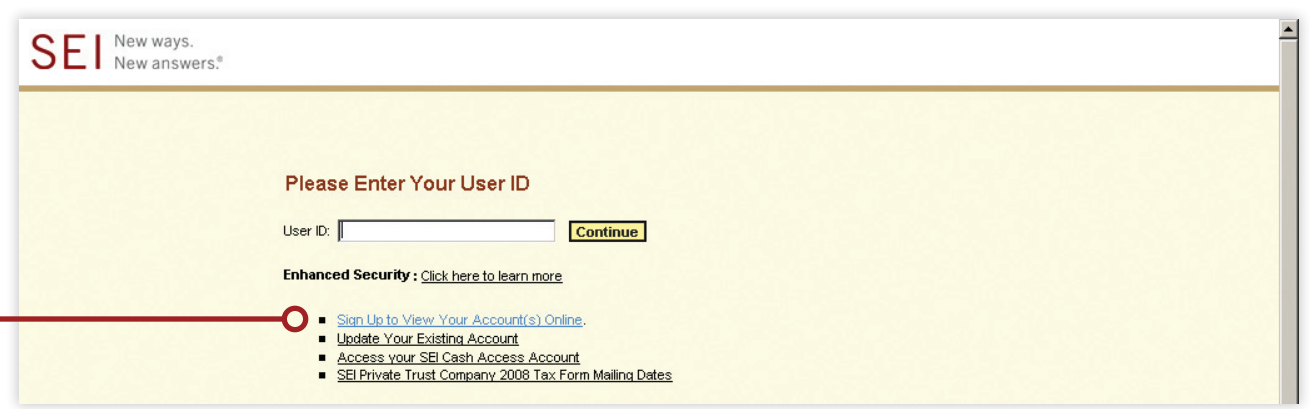 SEI New ways.
New answers.®
Please Enter Your User ID
User ID: Continue
Enhanced Security : Click here to learn more
Sign Up to View Your Account(s) Online.
Update Your Existing Account
Access your SEI Cash Access Account
SEI Private Trust Company 2008 Tax Form Mailing Dates